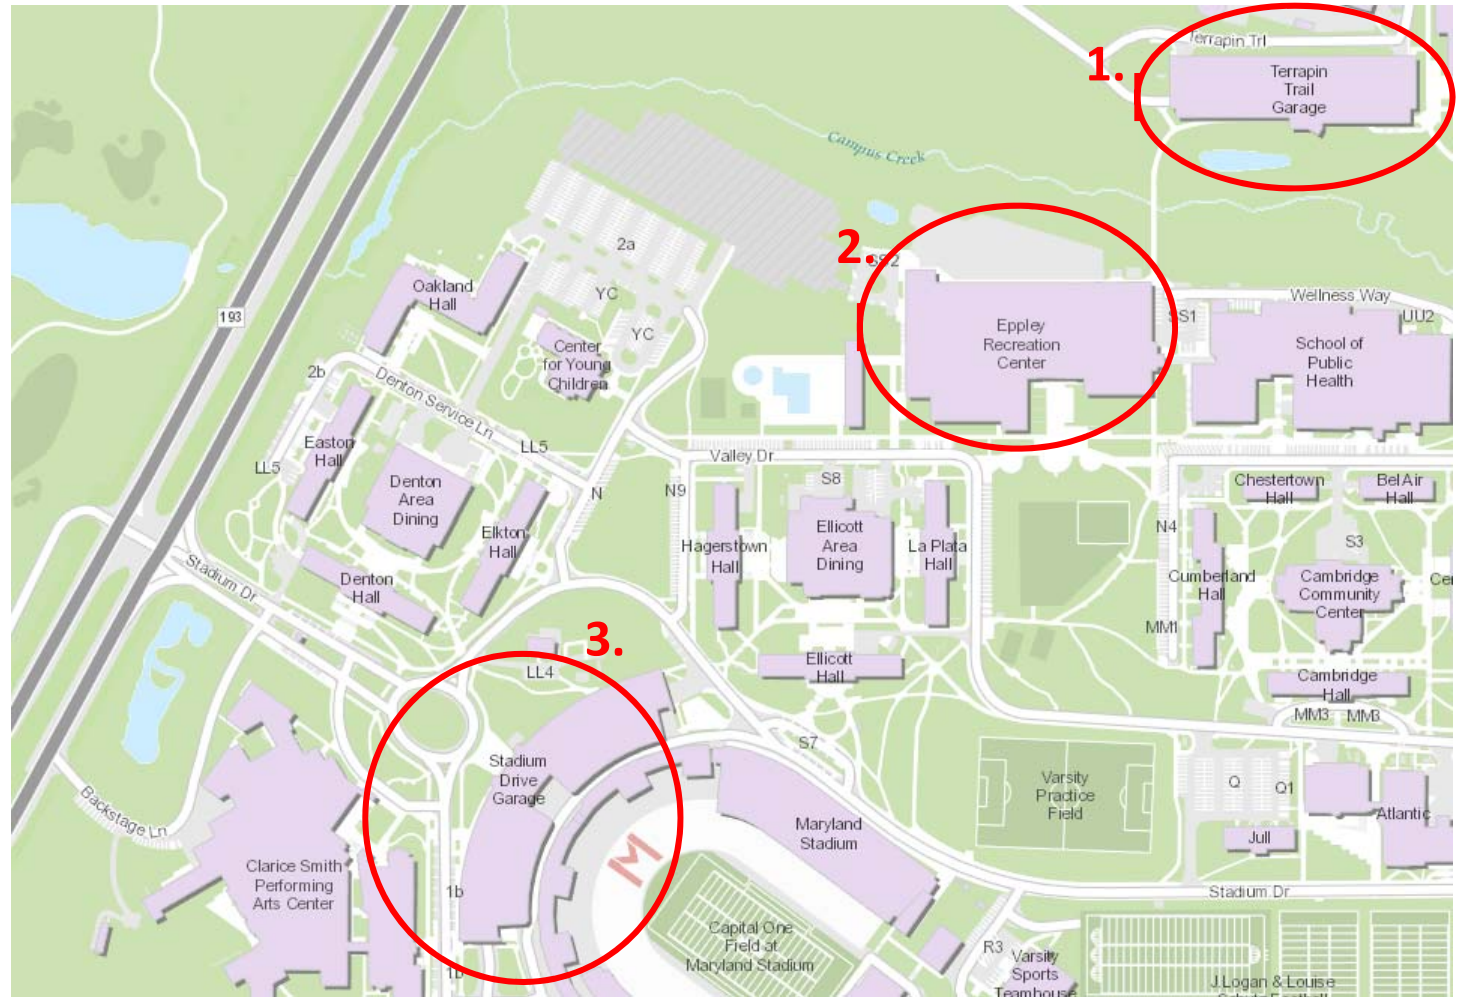 Terrapin Trl
1.
Terrapin
Trail
Garage
Campus Creek
2.
SS2
2a
YC
YC
Oakland
Hall
193
Center
for Young
Children
Eppley
Recreation
Center
SS1
Wellness Way
UU2
School of
Public
Health
2b
Denton Service Ln
Easton
Hall
LL5
LL5
Denton
Area
Dining
N
N9
Valley Dr
S8
Elkton
Hall
Hagerstown
Hall
Ellicott
Area
Dining
La Plata
Hall
Chestertown
Hall
Bel Air
Hall
N4
S3
Cumberland
Hall
Cambridge
Community
Center
Cer
Stadium Dr
Denton
Hall
3.
LL4
Ellicott
Hall
MM1
Cambridge
Hall
MM3
MM3
S7
Stadium
Drive
Garage
Varsity
Practice
Field
Q
Q1
Atlantic
Jull
Backstage Ln
Maryland
Stadium
Clarice Smith
Performing
Arts Center
1b
M
Stadium Dr
Capital One
Field at
Maryland Stadium
1b
R3
Varsity
Sports
Teamhouse
J.Logan & Louise